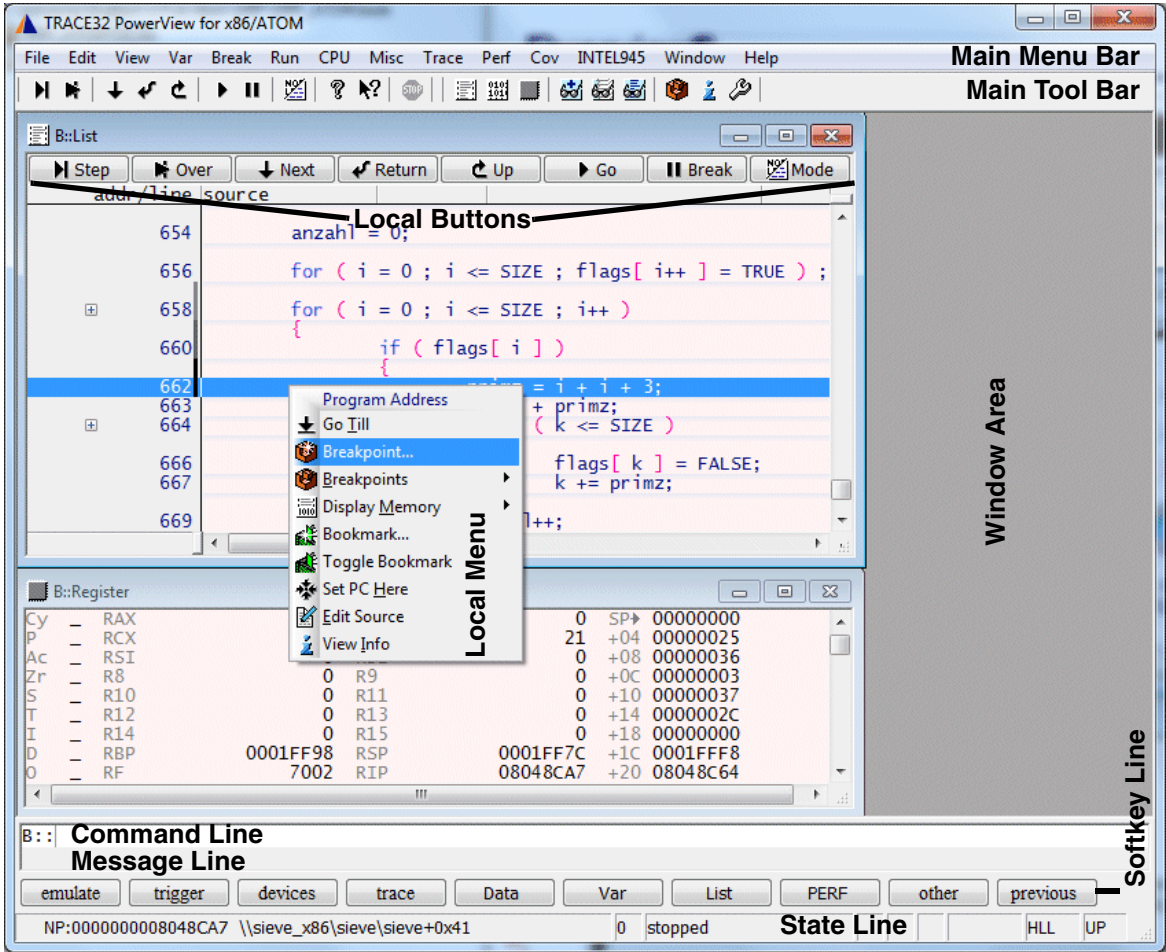 TRACE32 PowerView for x86/ATOM
File Edit View Var Break Run CPU Misc Trace Perf Cov INTEL945 Window Help
Main Menu Bar
Main Tool Bar
B::List
Step Over Next Return Up Go Break Mode
addr/line source
Local Buttons
654 anzahl = 0;
656 for ( i = 0 ; i <= SIZE ; flags[ i++ ] = TRUE ) ;
658 for ( i = 0 ; i <= SIZE ; i++ )
{
660 if ( flags[ i ] )
{
662 primz = i + i + 3;
663 + primz;
664 ( k <= SIZE )
666 flags[ k ] = FALSE;
667 k += primz;
669 l++;
Program Address
Go Till
Breakpoint...
Breakpoints
Display Memory
Bookmark...
Toggle Bookmark
Set PC Here
Edit Source
View Info
Local Menu
Window Area
B::Register
Cy _ RAX 0 SP 00000000
P _ RCX 21 +04 00000025
Ac _ RSI 0 +08 00000036
Zr _ R8 0 R9 0 +0C 00000003
S _ R10 0 R11 0 +10 00000037
T _ R12 0 R13 0 +14 0000002C
I _ R14 0 R15 0 +18 00000000
D _ RBP 0001FF98 RSP 0001FF7C +1C 0001FFF8
O _ RF 7002 RIP 08048CA7 +20 08048C64
Softkey Line
B:: Command Line
Message Line
emulate trigger devices trace Data Var List PERF other previous
NP:0000000008048CA7 \\sieve_x86\sieve\sieve+0x41 0 stopped State Line HLL UP